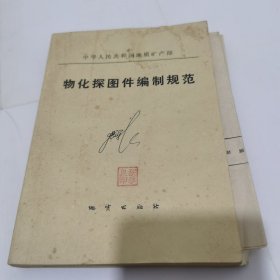 中华人民共和国地质矿产部
物化探图件编制规范
地质出版社